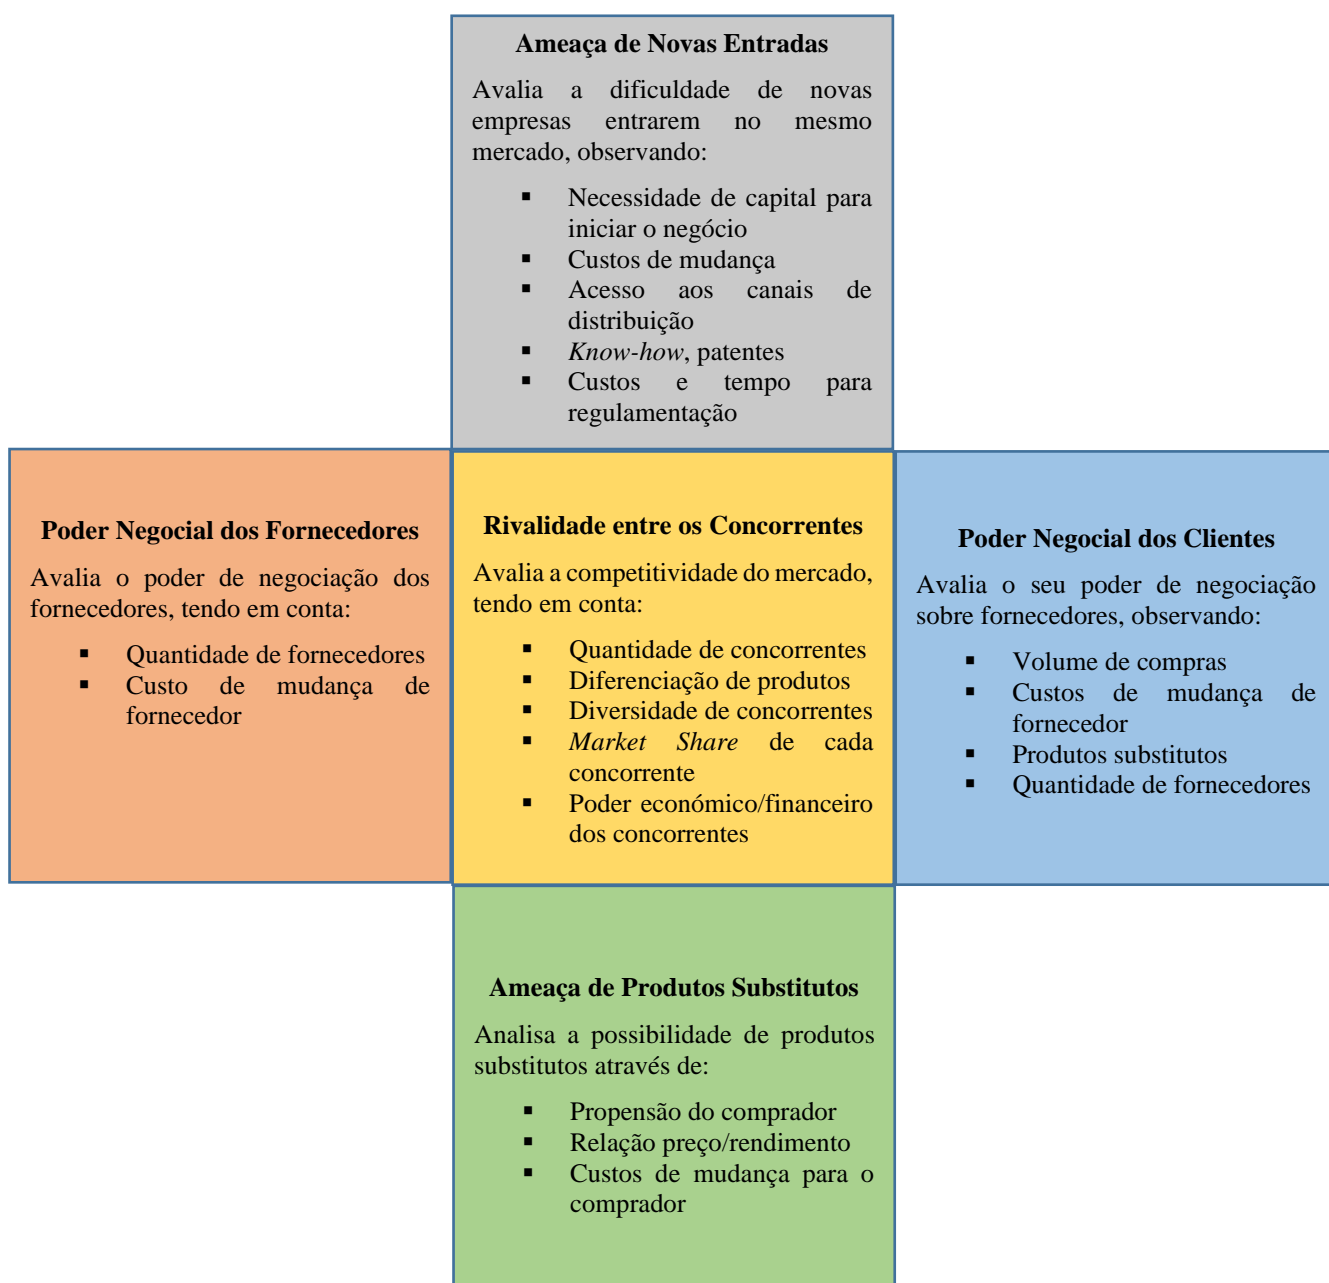 Ameaça de Novas Entradas
Avalia a dificuldade de novas
empresas entrarem no mesmo
mercado, observando:
▪ Necessidade de capital para
iniciar o negócio
▪ Custos de mudança
▪ Acesso aos canais de
distribuição
▪ Know-how, patentes
▪ Custos e tempo para
regulamentação
Poder Negocial dos Fornecedores
Avalia o poder de negociação dos
fornecedores, tendo em conta:
▪ Quantidade de fornecedores
▪ Custo de mudança de
fornecedor
Rivalidade entre os Concorrentes
Avalia a competitividade do mercado,
tendo em conta:
▪ Quantidade de concorrentes
▪ Diferenciação de produtos
▪ Diversidade de concorrentes
▪ Market Share de cada
concorrente
▪ Poder económico/financeiro
dos concorrentes
Poder Negocial dos Clientes
Avalia o seu poder de negociação
sobre fornecedores, observando:
▪ Volume de compras
▪ Custos de mudança de
fornecedor
▪ Produtos substitutos
▪ Quantidade de fornecedores
Ameaça de Produtos Substitutos
Analisa a possibilidade de produtos
substitutos através de:
▪ Propensão do comprador
▪ Relação preço/rendimento
▪ Custos de mudança para o
comprador